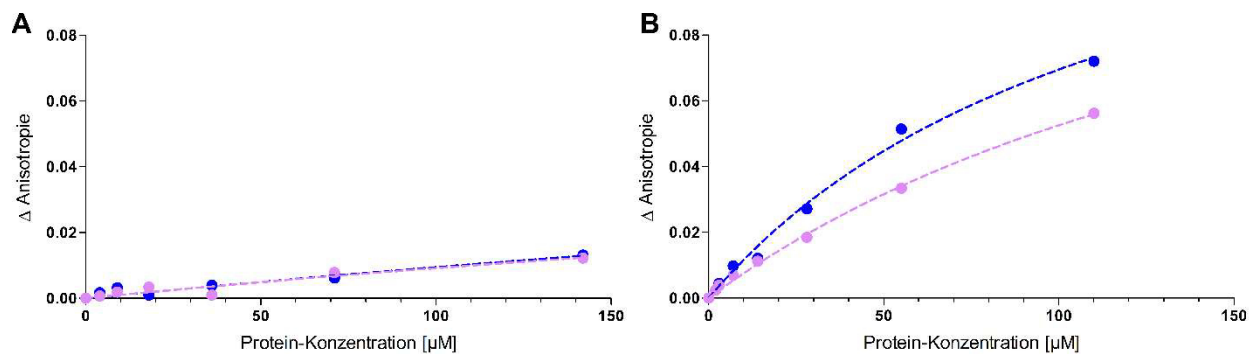 A
0.08
0.06
0.04
0.02
0.00
Δ Anisotropie
0 50 100 150
Protein-Konzentration [µM]
B
0.08
0.06
0.04
0.02
0.00
Δ Anisotropie
0 50 100 150
Protein-Konzentration [µM]